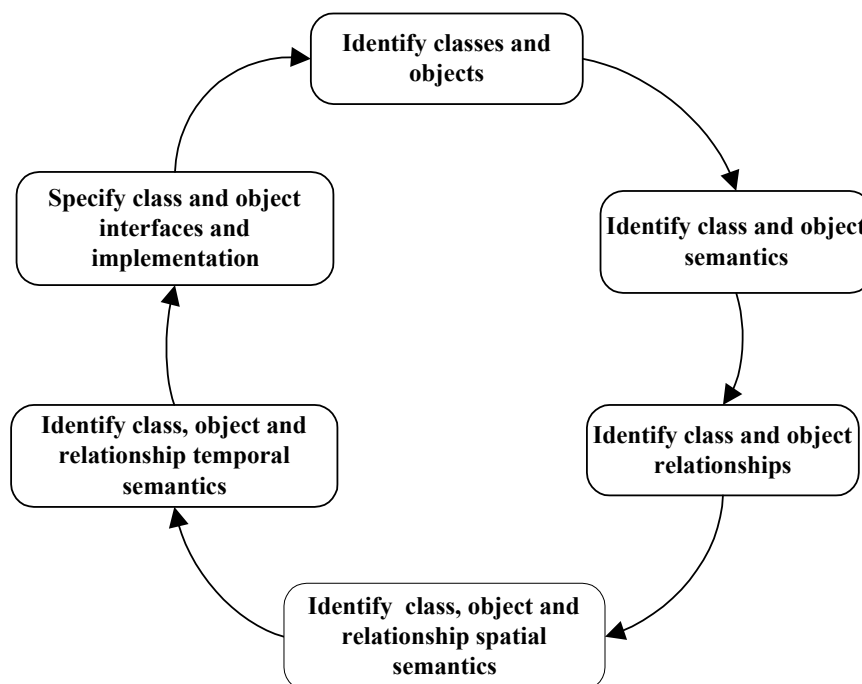 Identify classes and
objects
Identify class and object
semantics
Identify class and object
relationships
Identify class, object and
relationship spatial
semantics
Identify class, object and
relationship temporal
semantics
Specify class and object
interfaces and
implementation